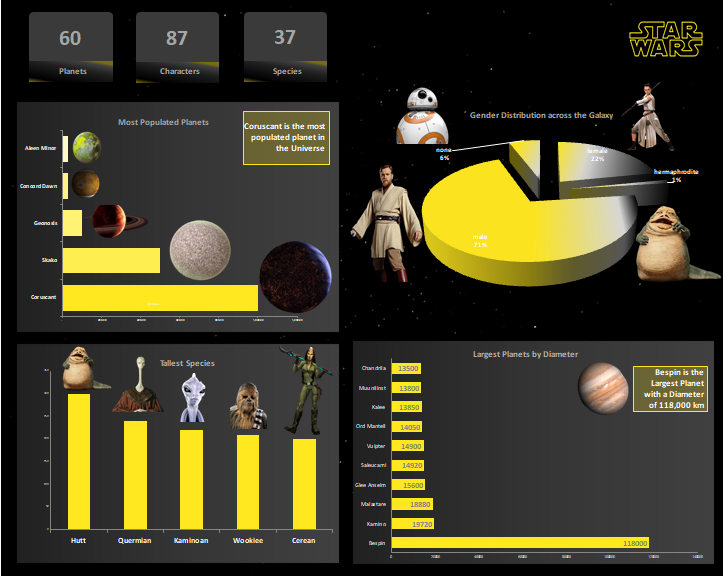 60
Planets
87
Characters
37
Species
STAR
WARS
Most Populated Planets
Coruscant is the most
populated planet in
the Universe
Aleen Minor
Concord Dawn
Geonosis
Skako
Coruscant
Gender Distribution across the Galaxy
none
6%
female
22%
hermaphrodite
1%
male
71%
Tallest Species
Hutt
Quermian
Kaminoan
Wookiee
Cerean
Largest Planets by Diameter
Bespin is the
Largest Planet
with a Diameter
of 118,000 km
Chandrila
13500
Muunilinst
13800
Kalee
13850
Ord Mantell
14050
Vulpter
14900
Saleucami
14920
Glee Anselm
15600
Malastare
18880
Kamino
19720
Bespin
118000